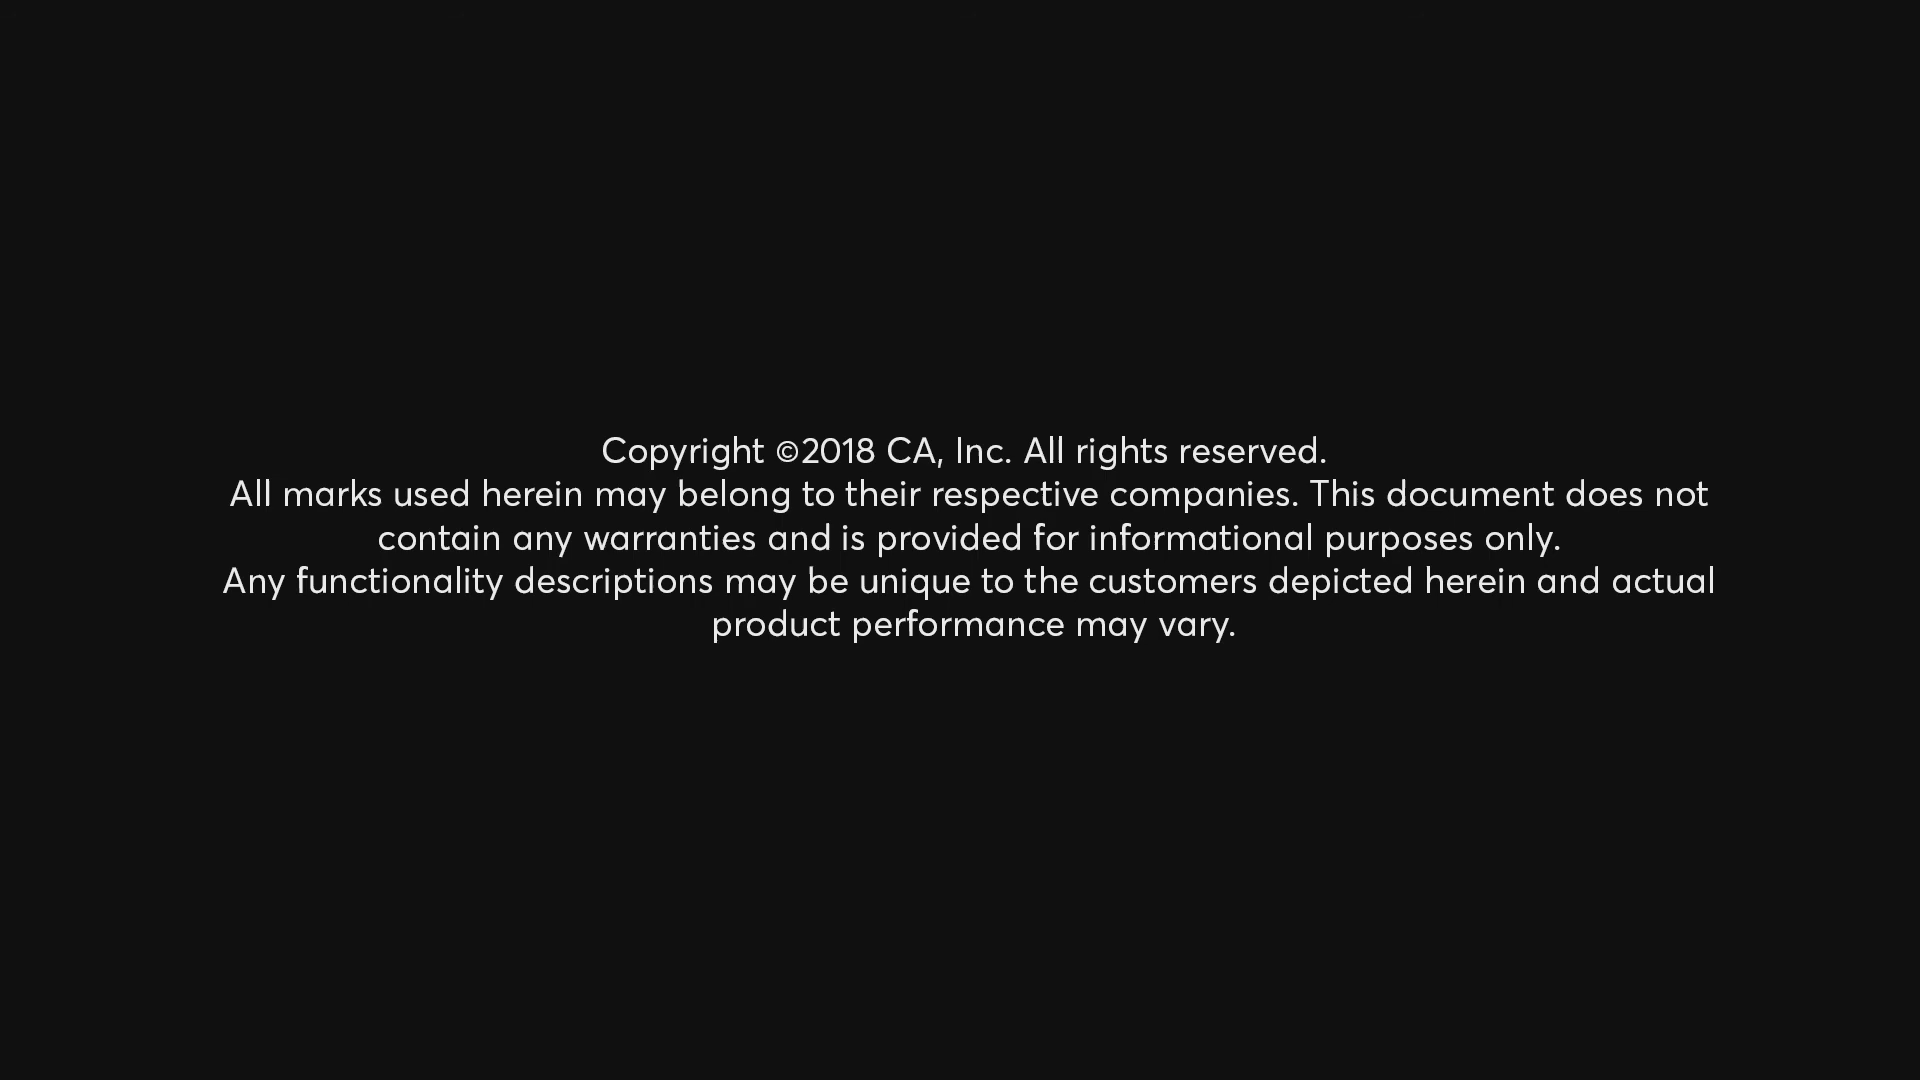 Copyright ©2018 CA, Inc. All rights reserved.
All marks used herein may belong to their respective companies. This document does not
contain any warranties and is provided for informational purposes only.
Any functionality descriptions may be unique to the customers depicted herein and actual
product performance may vary.